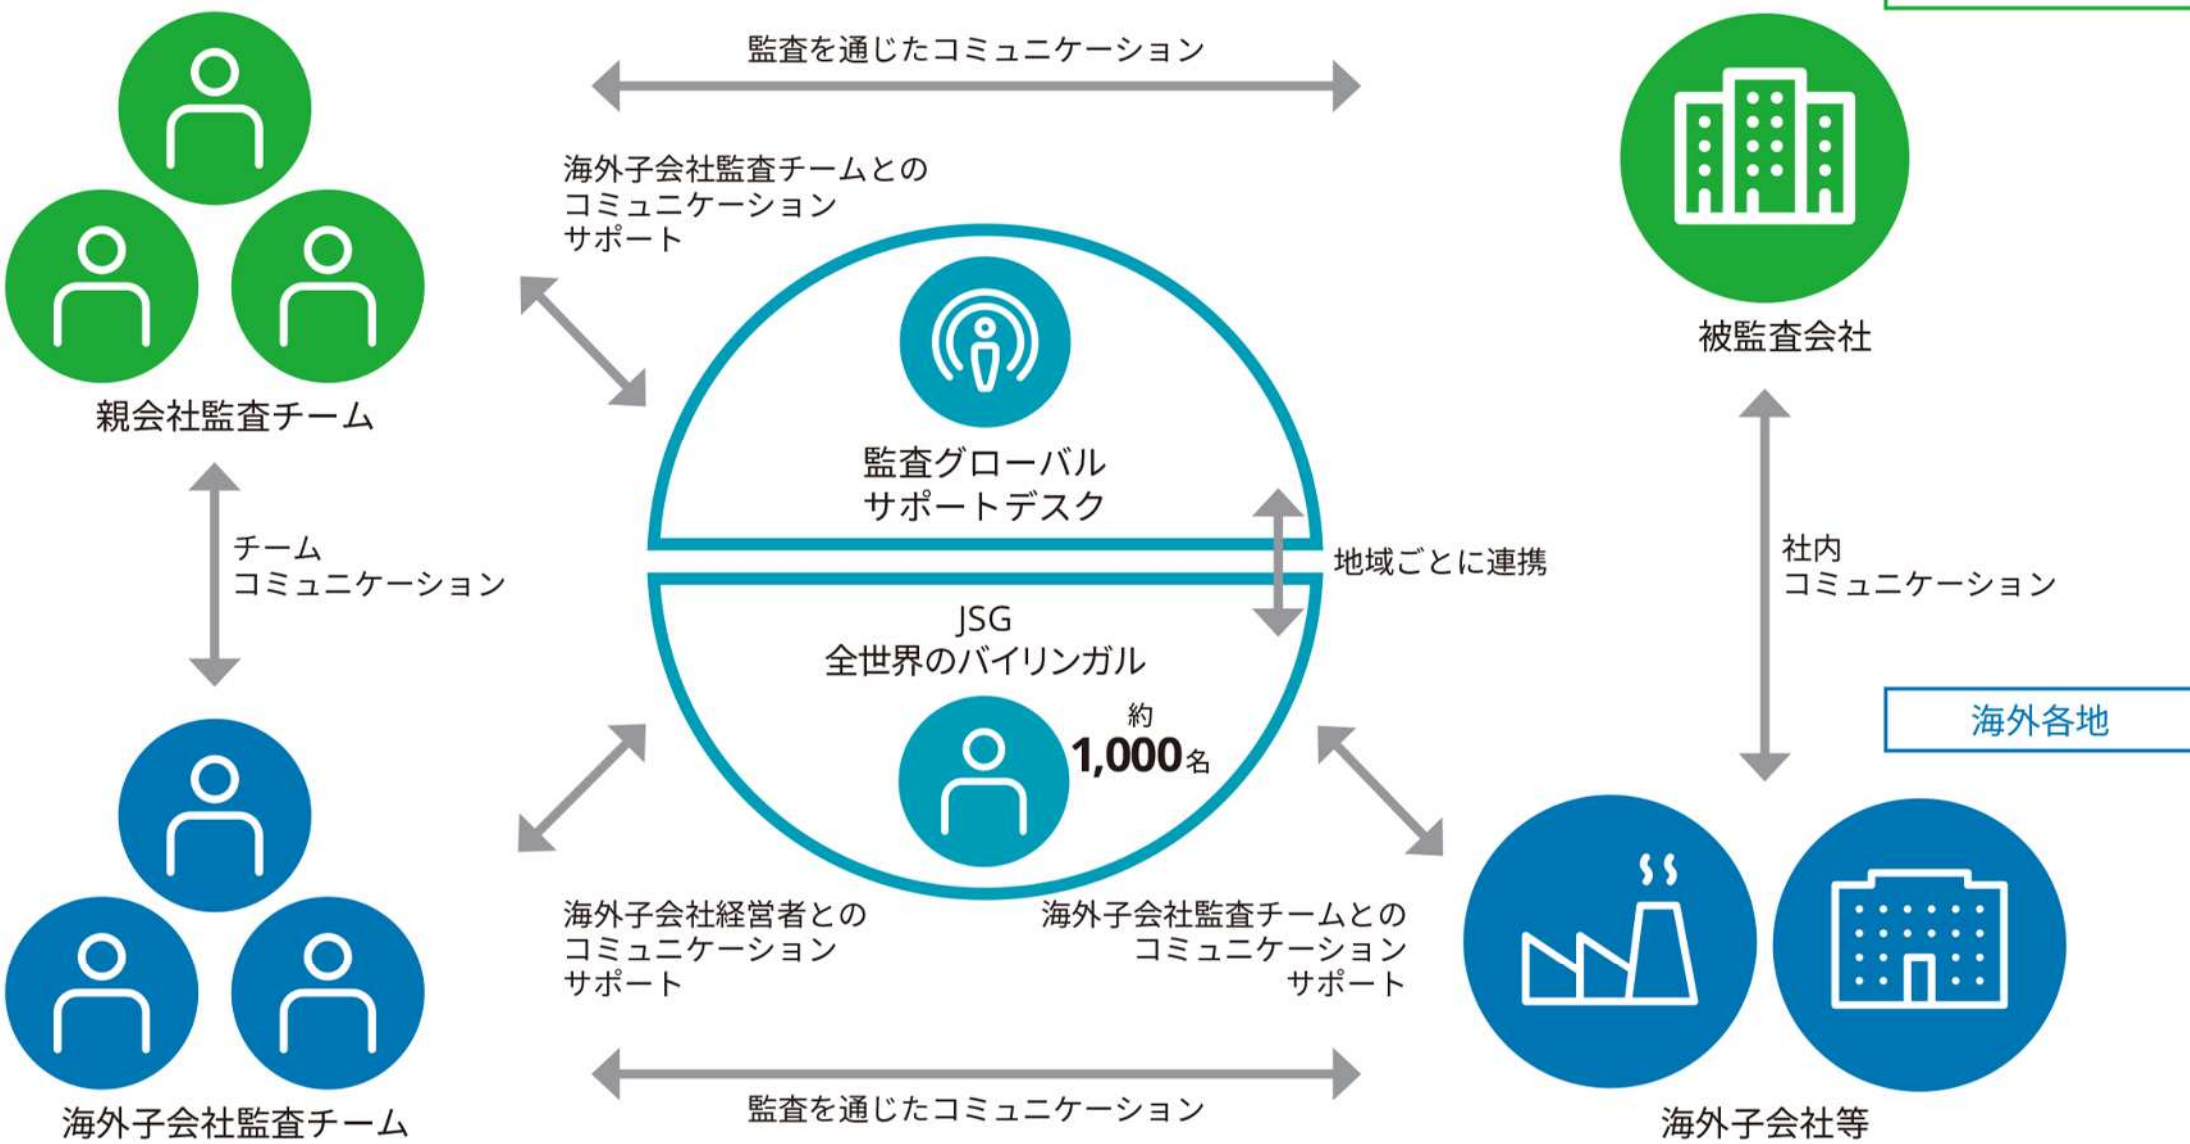 監査を通じたコミュニケーション
海外子会社監査チームとの
コミュニケーション
サポート
被監査会社
親会社監査チーム
監査グローバル
サポートデスク
チーム
コミュニケーション
地域ごとに連携
社内
コミュニケーション
JSG
全世界のバイリンガル
約
1,000名
海外各地
海外子会社経営者との
コミュニケーション
サポート
海外子会社監査チームとの
コミュニケーション
サポート
監査を通じたコミュニケーション
海外子会社監査チーム
海外子会社等